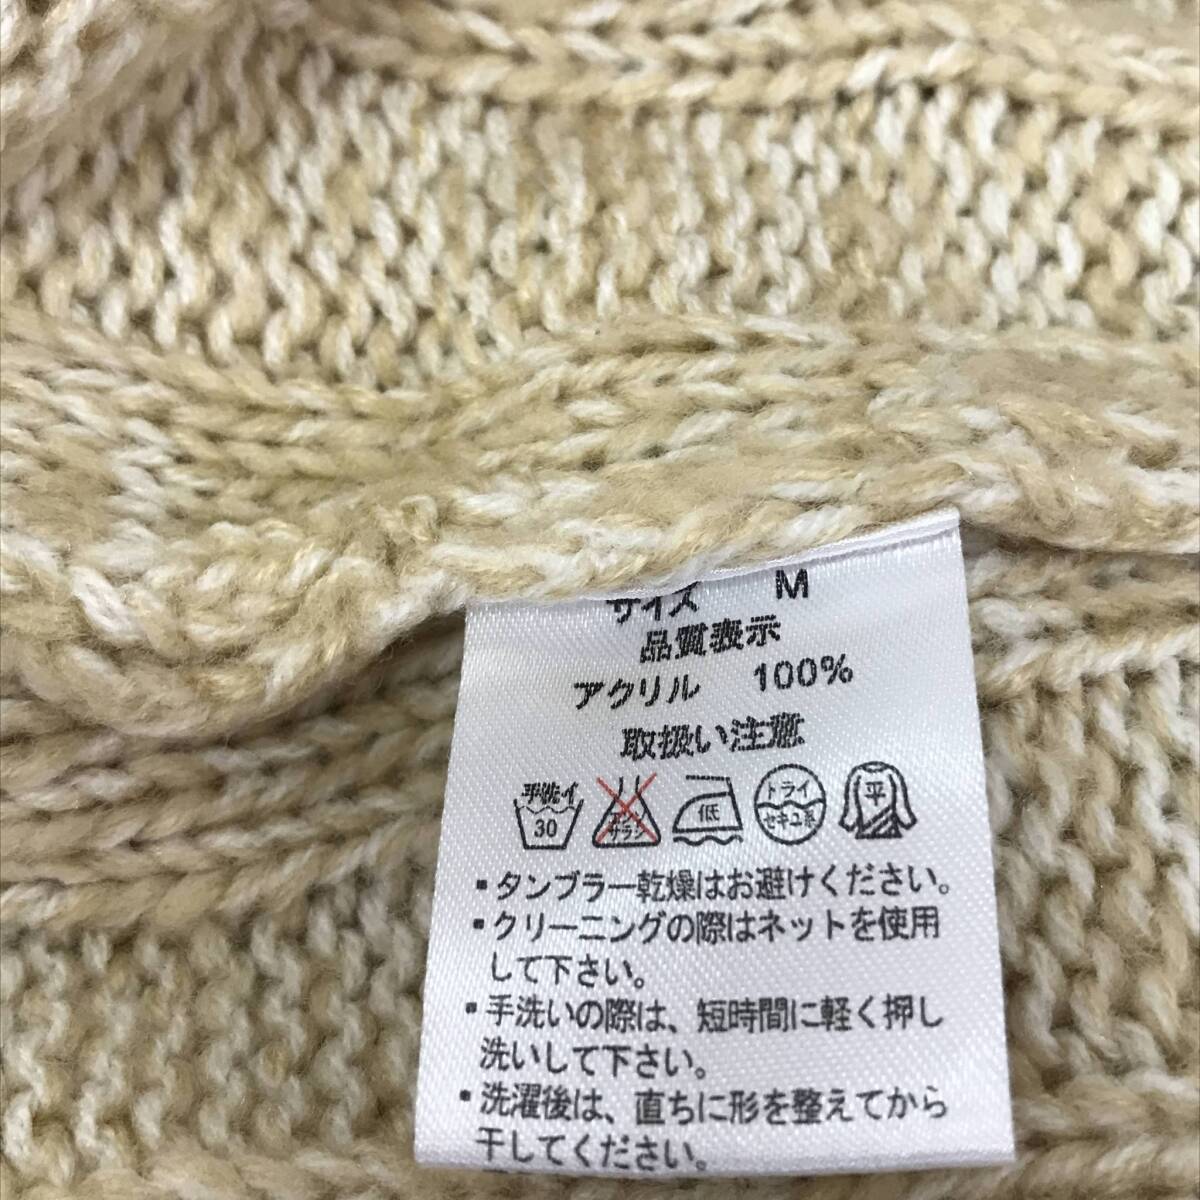 サイズ M
品質表示
アクリル 100%
取扱い注意
手洗イ 30 エンソサラシ 低 ドライ セキユ系 平
・タンブラー乾燥はお避けください。
・クリーニングの際はネットを使用
して下さい。
・手洗いの際は、短時間に軽く押し
洗いして下さい。
・洗濯後は、直ちに形を整えてから
干してください。